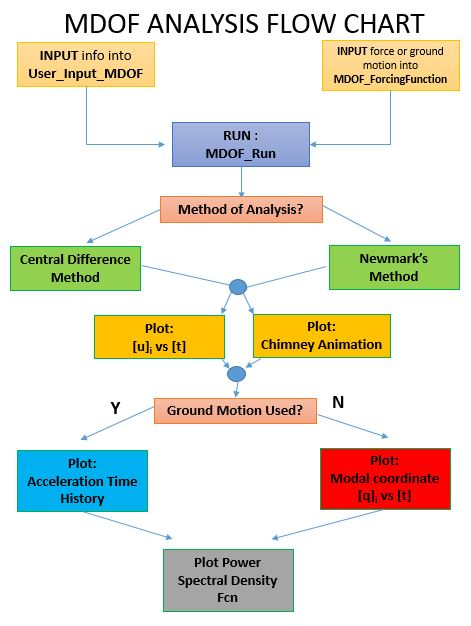 MDOF ANALYSIS FLOW CHART
INPUT info into
User_Input_MDOF
INPUT force or ground
motion into
MDOF_ForcingFunction
RUN :
MDOF_Run
Method of Analysis?
Central Difference
Method
Newmark's
Method
Plot:
[u]i vs [t]
Plot:
Chimney Animation
Y
Ground Motion Used?
N
Plot:
Acceleration Time
History
Plot:
Modal coordinate
[q]i vs [t]
Plot Power
Spectral Density
Fcn